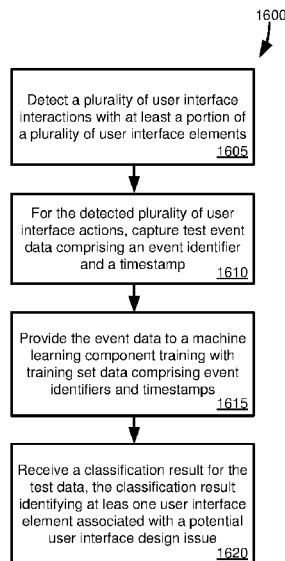 1600
Detect a plurality of user interface
interactions with at least a portion of
a plurality of user interface elements
1605
For the detected plurality of user
interface actions, capture test event
data comprising an event identifier
and a timestamp
1610
Provide the event data to a machine
learning component training with
training set data comprising event
identifiers and timestamps
1615
Receive a classification result for the
test data, the classification result
identifying at leas one user interface
element associated with a potential
user interface design issue
1620